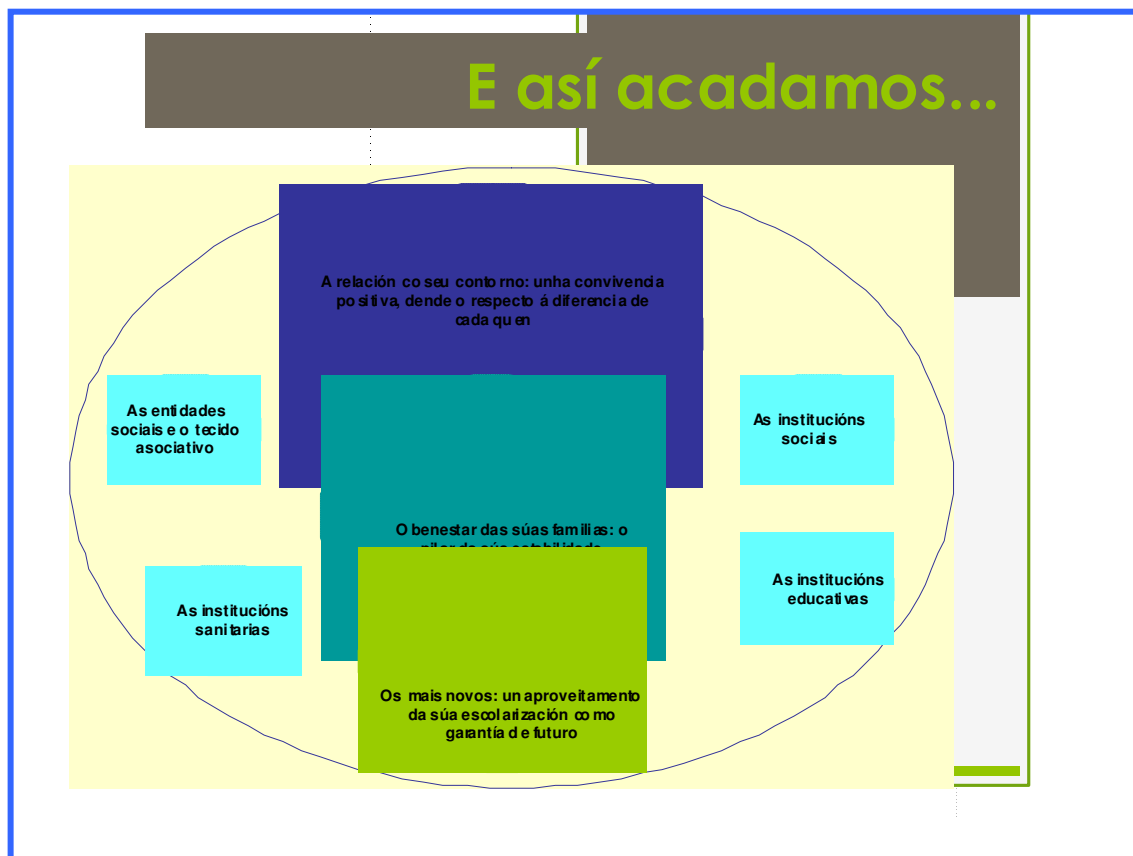 E así acadamos...
A relación co seu contorno: unha convivencia
positiva, dende o respecto á diferencia de
cada quen
As entidades
sociais e o tecido
asociativo
As institucións
sociais
O benestar das súas familias: o
As institucións
educativas
As institucións
sanitarias
Os mais novos: un aproveitamento
da súa escolarización como
garantía de futuro